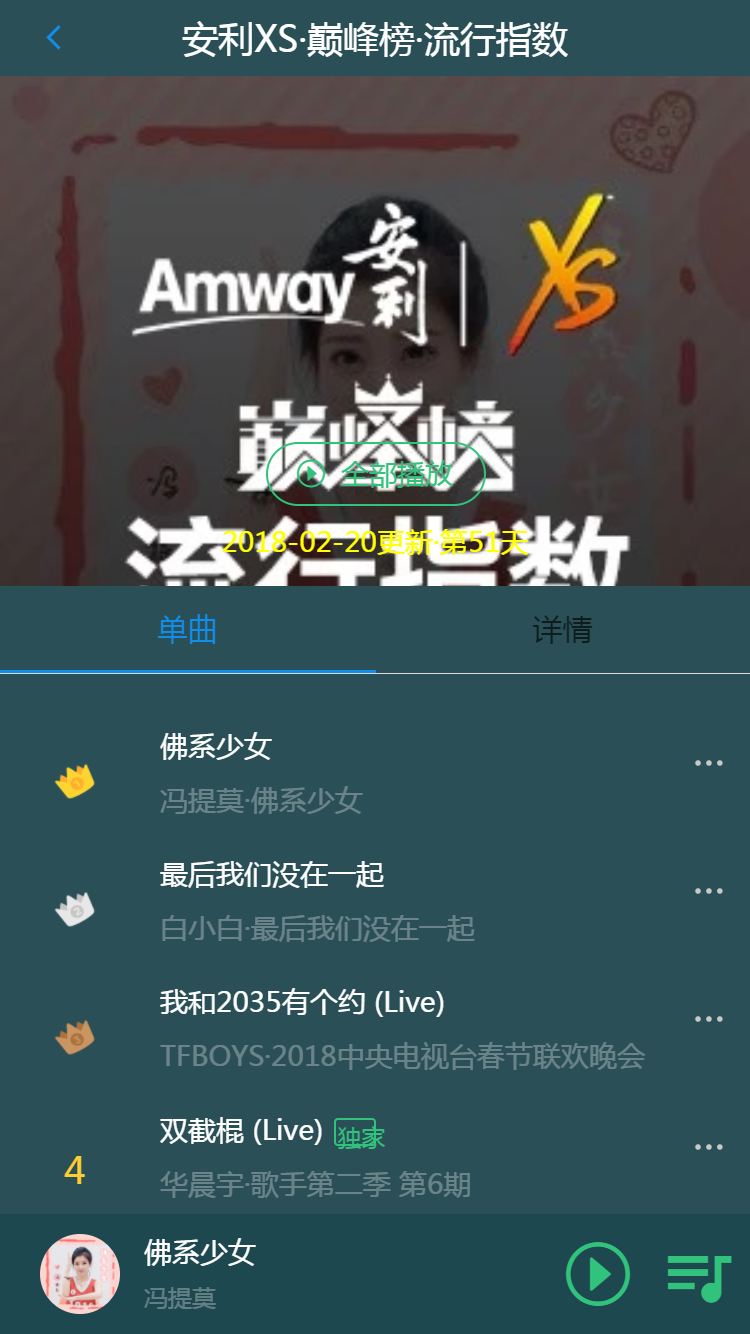 安利XS·巅峰榜·流行指数
Amway 安利 XS
巅峰榜
全部播放
流行指数
2018-02-20更新·第51天
单曲 详情
佛系少女
1
冯提莫·佛系少女
最后我们没在一起
2
白小白·最后我们没在一起
我和2035有个约 (Live)
3
TFBOYS·2018中央电视台春节联欢晚会
双截棍 (Live) 独家
4
华晨宇·歌手第二季 第6期
佛系少女
冯提莫